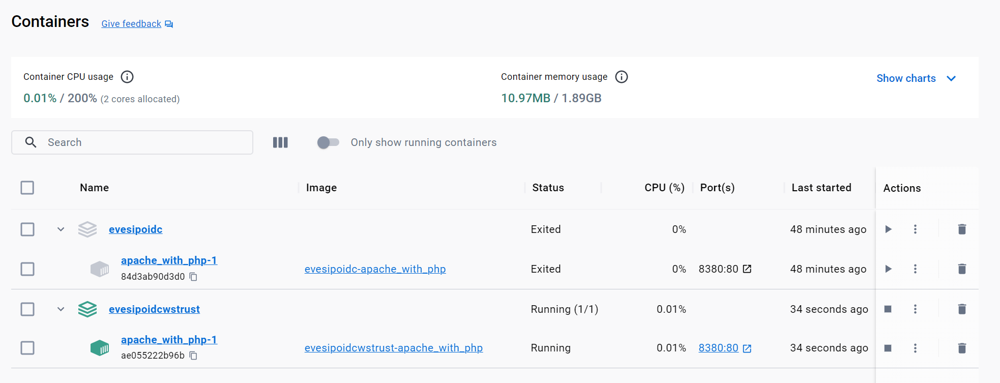 Containers Give feedback
Container CPU usage
0.01% / 200% (2 cores allocated)
Container memory usage
10.97MB / 1.89GB
Show charts
Search
Only show running containers
Name Image Status CPU (%) Port(s) Last started Actions
evesipoidc Exited 0% 48 minutes ago
apache_with_php-1
84d3ab90d3d0
evesipoidc-apache_with_php Exited 0% 8380:80 48 minutes ago
evesipoidcwstrust Running (1/1) 0.01% 34 seconds ago
apache_with_php-1
ae055222b96b
evesipoidcwstrust-apache_with_php Running 0.01% 8380:80 34 seconds ago